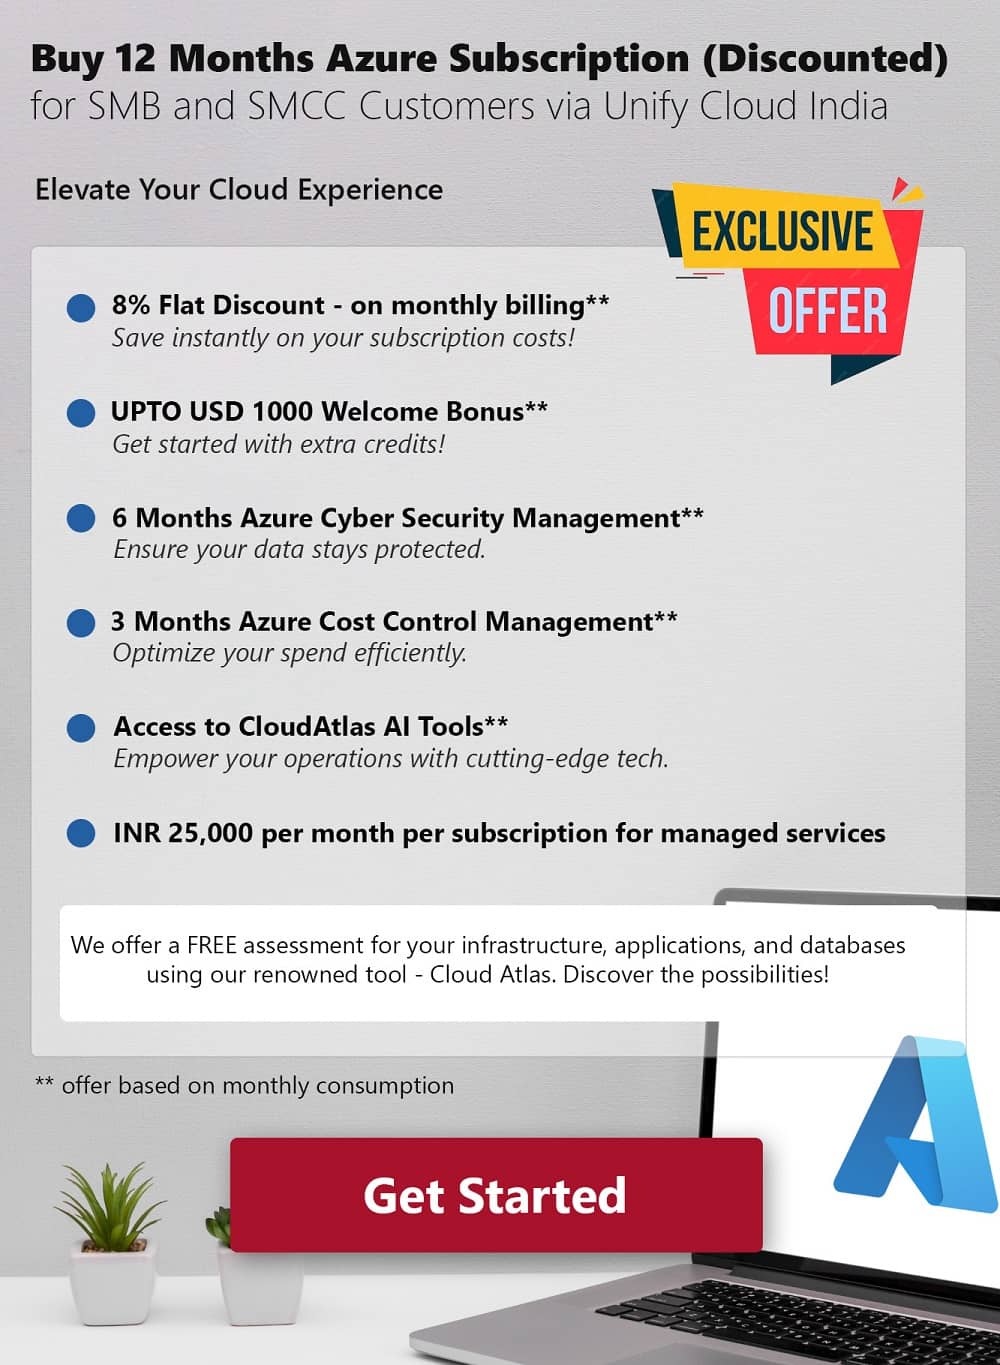 Buy 12 Months Azure Subscription (Discounted)
for SMB and SMCC Customers via Unify Cloud India
Elevate Your Cloud Experience
EXCLUSIVE
OFFER
8% Flat Discount - on monthly billing**
Save instantly on your subscription costs!
UPTO USD 1000 Welcome Bonus**
Get started with extra credits!
6 Months Azure Cyber Security Management**
Ensure your data stays protected.
3 Months Azure Cost Control Management**
Optimize your spend efficiently.
Access to CloudAtlas AI Tools**
Empower your operations with cutting-edge tech.
INR 25,000 per month per subscription for managed services
We offer a FREE assessment for your infrastructure, applications, and databases
using our renowned tool - Cloud Atlas. Discover the possibilities!
** offer based on monthly consumption
Get Started